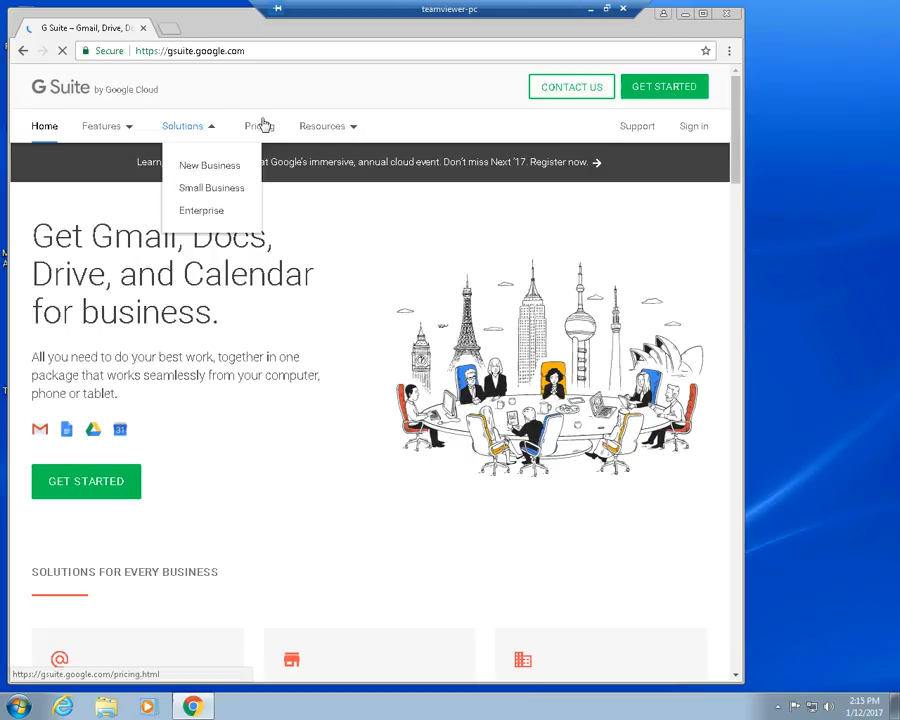 teamviewer-pc
G Suite – Gmail, Drive, Do
Secure https://gsuite.google.com
G Suite by Google Cloud
CONTACT US
GET STARTED
Home Features Solutions Resources Support Sign in
Learn at Google's immersive, annual cloud event. Don't miss Next '17. Register now.
New Business
Small Business
Enterprise
Get Gmail, Docs,
Drive, and Calendar
for business.
All you need to do your best work, together in one
package that works seamlessly from your computer,
phone or tablet.
31
GET STARTED
SOLUTIONS FOR EVERY BUSINESS
https://gsuite.google.com/pricing.html
2:15 PM
1/12/2017